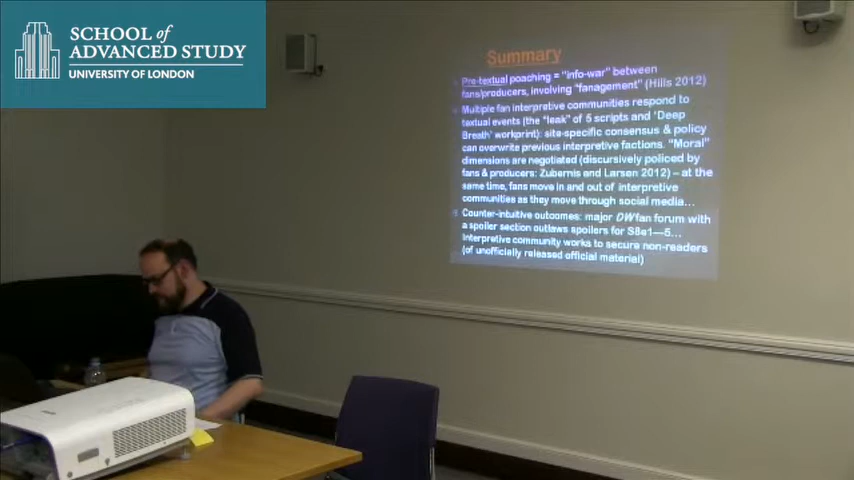 SCHOOL of
ADVANCED STUDY
UNIVERSITY OF LONDON
Summary
Pre-textual poaching = "info-war" between
fans/producers, involving "fanagement" (Hills 2012)
Multiple fan interpretive communities respond to
textual events (the "leak" of 5 scripts and 'Deep
Breath' workprint): site-specific consensus & policy
can overwrite previous interpretive factions. "Moral"
dimensions are negotiated (discursively policed by
fans & producers: Zubernis and Larsen 2012) – at the
same time, fans move in and out of interpretive
communities as they move through social media…
Counter-intuitive outcomes: major DW fan forum with
a spoiler section outlaws spoilers for S8e1—5…
Interpretive community works to secure non-readers
(of unofficially released official material)